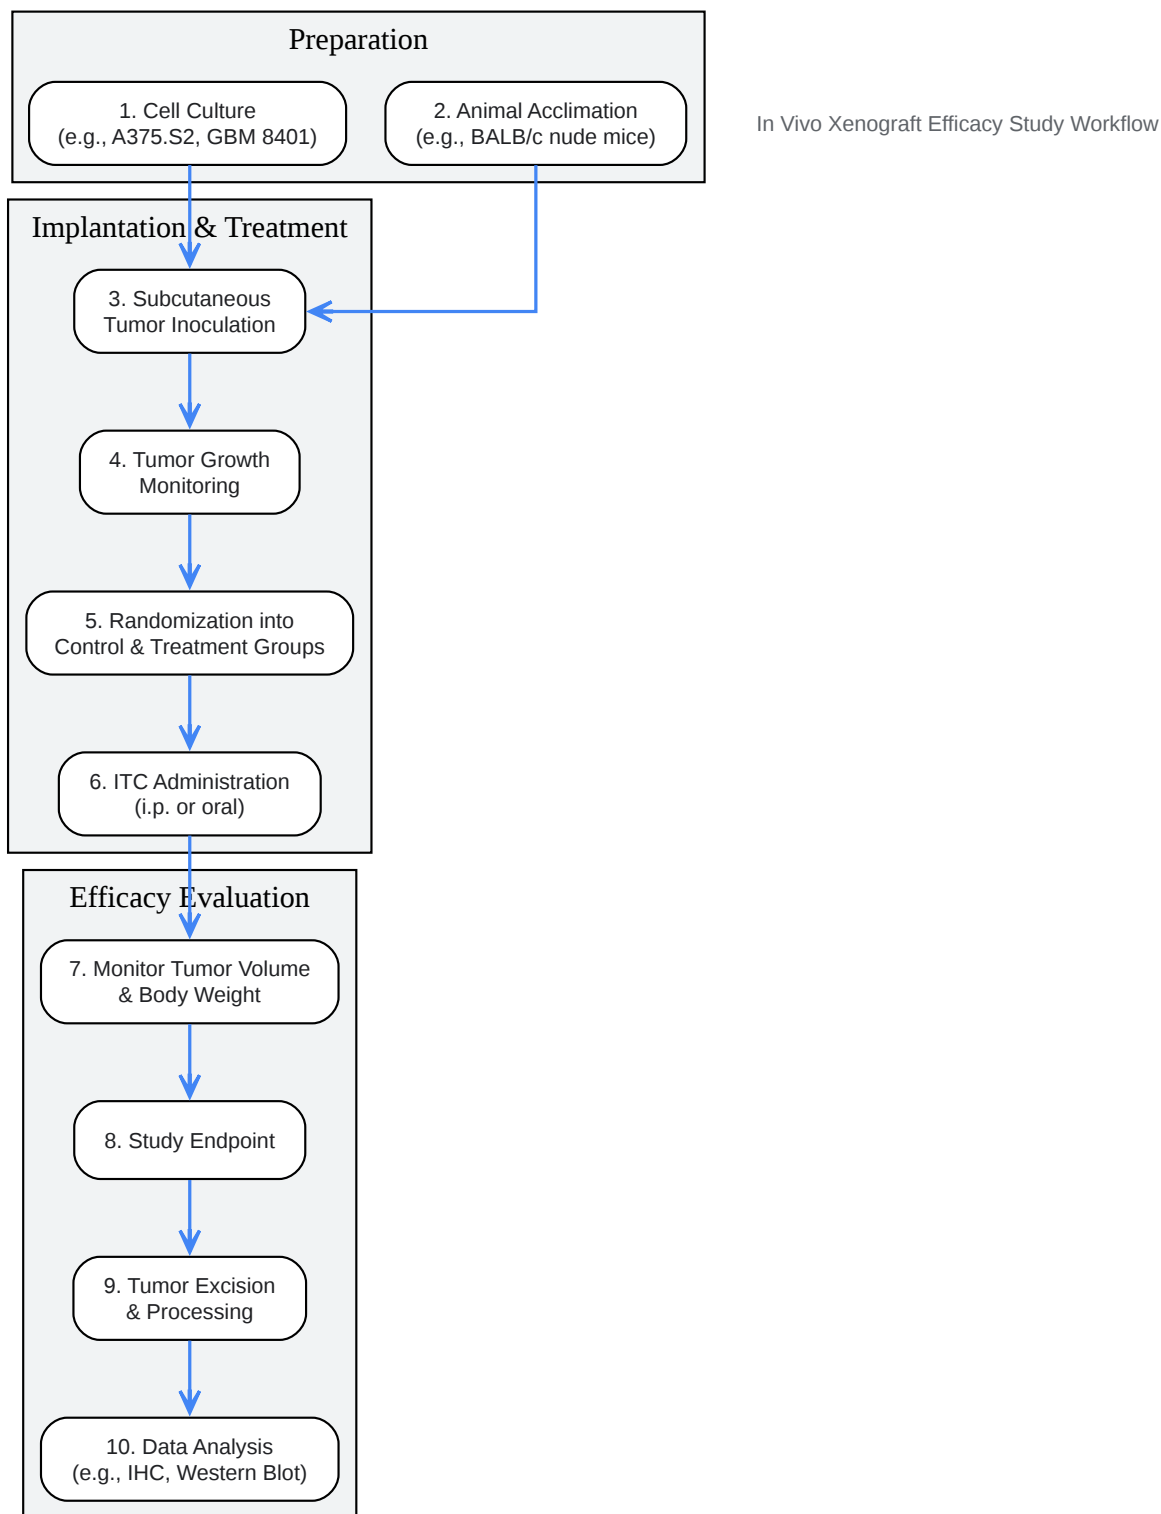 Preparation
1. Cell Culture
(e.g., A375.S2, GBM 8401)
2. Animal Acclimation
(e.g., BALB/c nude mice)
In Vivo Xenograft Efficacy Study Workflow
Implantation & Treatment
3. Subcutaneous
Tumor Inoculation
4. Tumor Growth
Monitoring
5. Randomization into
Control & Treatment Groups
6. ITC Administration
(i.p. or oral)
Efficacy Evaluation
7. Monitor Tumor Volume
& Body Weight
8. Study Endpoint
9. Tumor Excision
& Processing
10. Data Analysis
(e.g., IHC, Western Blot)